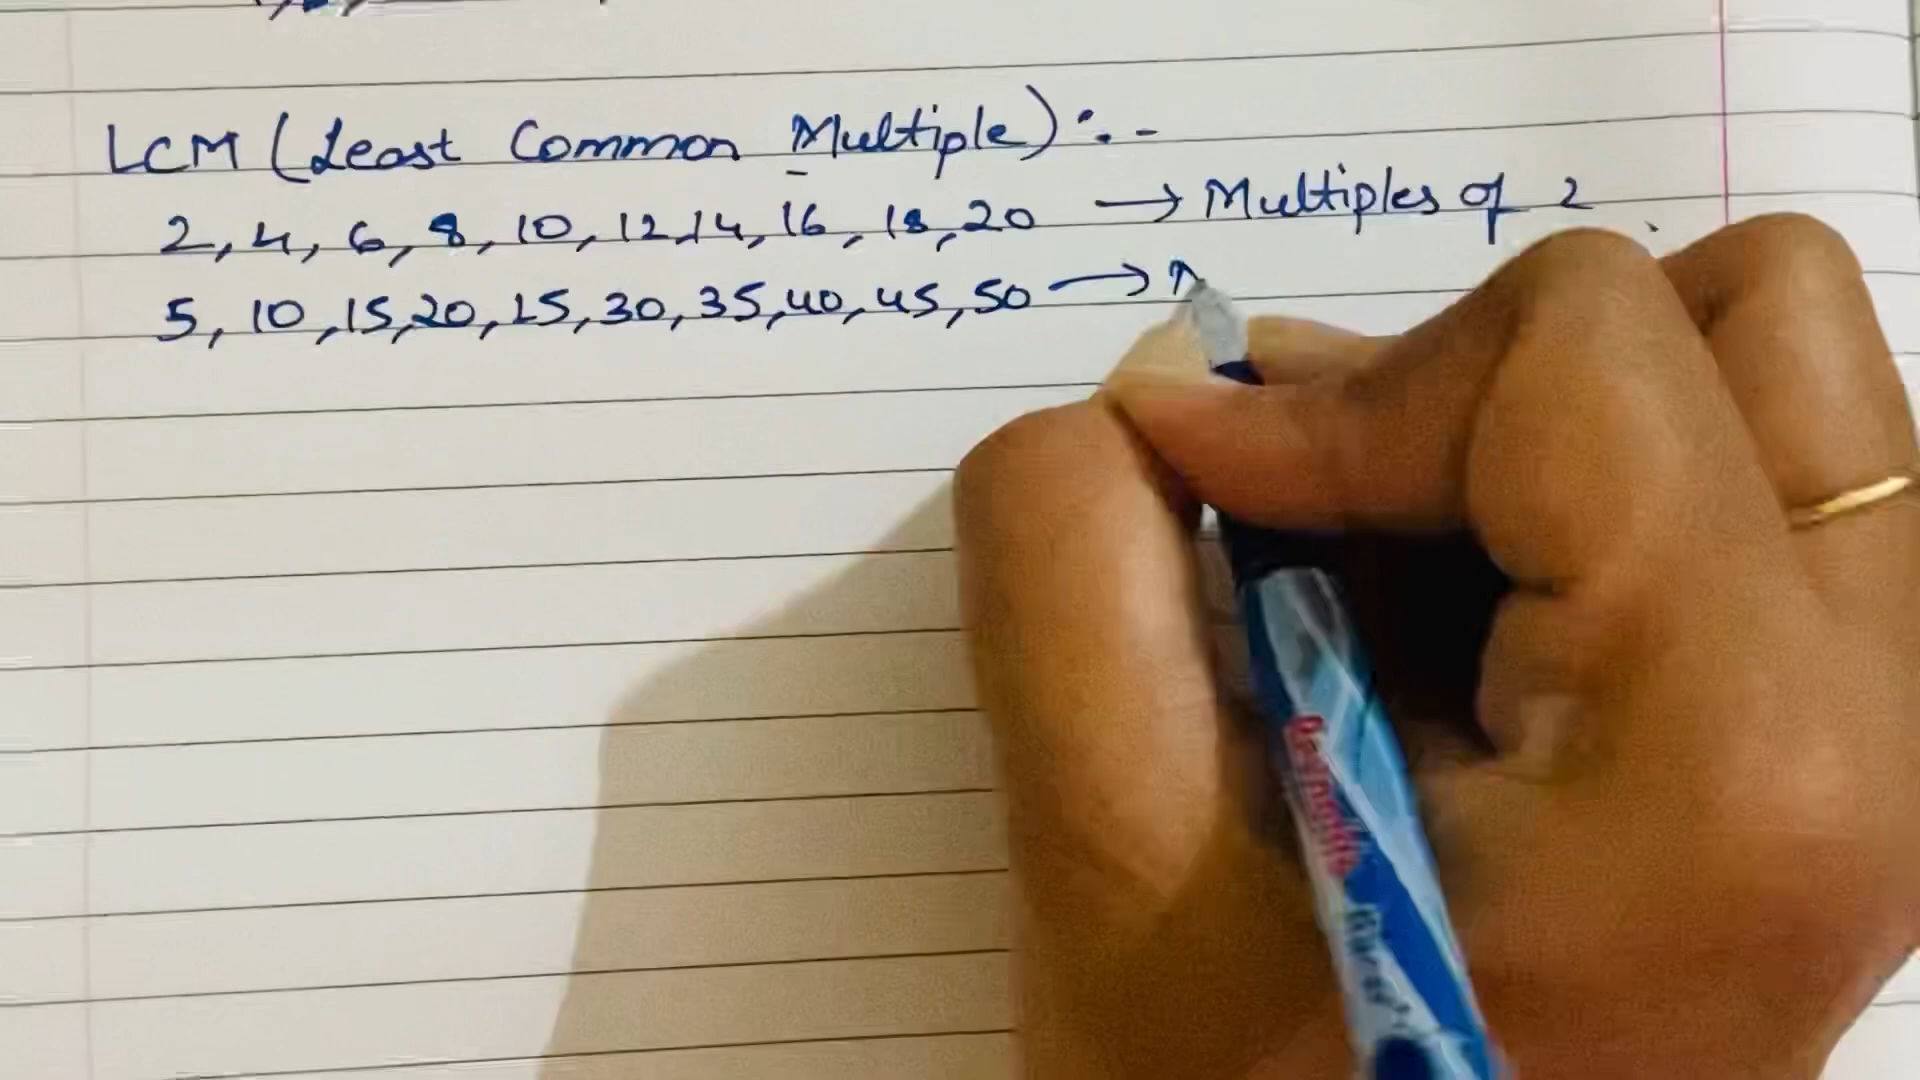 LCM (Least Common Multiple) :-
2, 4, 6, 8, 10, 12, 14, 16, 18, 20 → Multiples of 2
5, 10, 15, 20, 25, 30, 35, 40, 45, 50 →
Reynolds